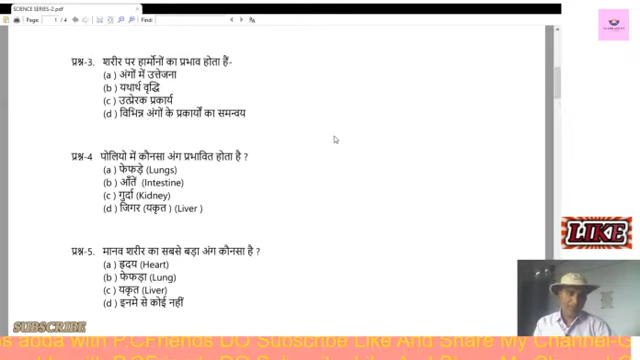 SCIENCE SERIES-2.pdf
Page: 1 / 4 Find:
प्रश्न-3. शरीर पर हार्मोनों का प्रभाव होता हैं-
(a ) अंगों में उत्तेजना
(b ) यथार्थ वृद्धि
(c ) उत्प्रेरक प्रकार्य
(d ) विभिन्न अंगों के प्रकार्यों का समन्वय
प्रश्न-4 पोलियो में कौनसा अंग प्रभावित होता है ?
(a ) फेफड़े (Lungs)
(b ) आँतें (Intestine)
(c ) गुर्दा (Kidney)
(d ) जिगर (यकृत ) (Liver )
LIKE
प्रश्न-5. मानव शरीर का सबसे बड़ा अंग कौनसा है ?
(a ) ह्रदय (Heart)
(b ) फेफड़ा (Lung)
(c ) यकृत (Liver)
(d ) इनमे से कोई नहीं
SUBSCRIBE
adda with P.CFriends DO Subscribe Like And Share My Channel-G